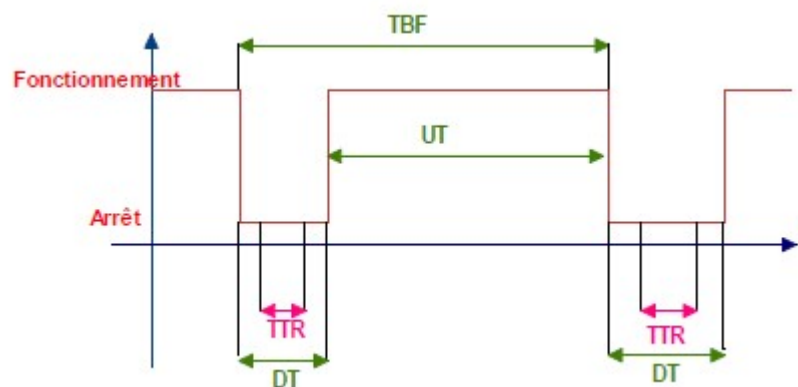 TBF
Fonctionnement
UT
Arrêt
TTR
TTR
DT
DT